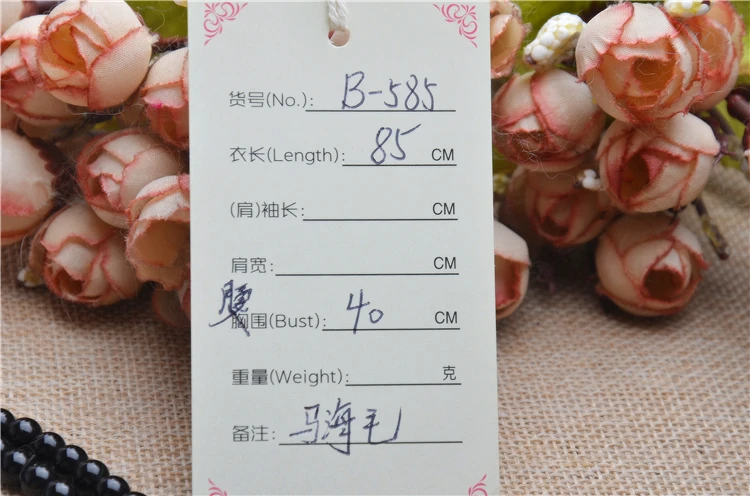 货号(No.): B-585
衣长(Length): 85 CM
(肩)袖长: CM
肩宽: CM
腰
胸围(Bust): 40 CM
重量(Weight): 克
备注: 马海毛